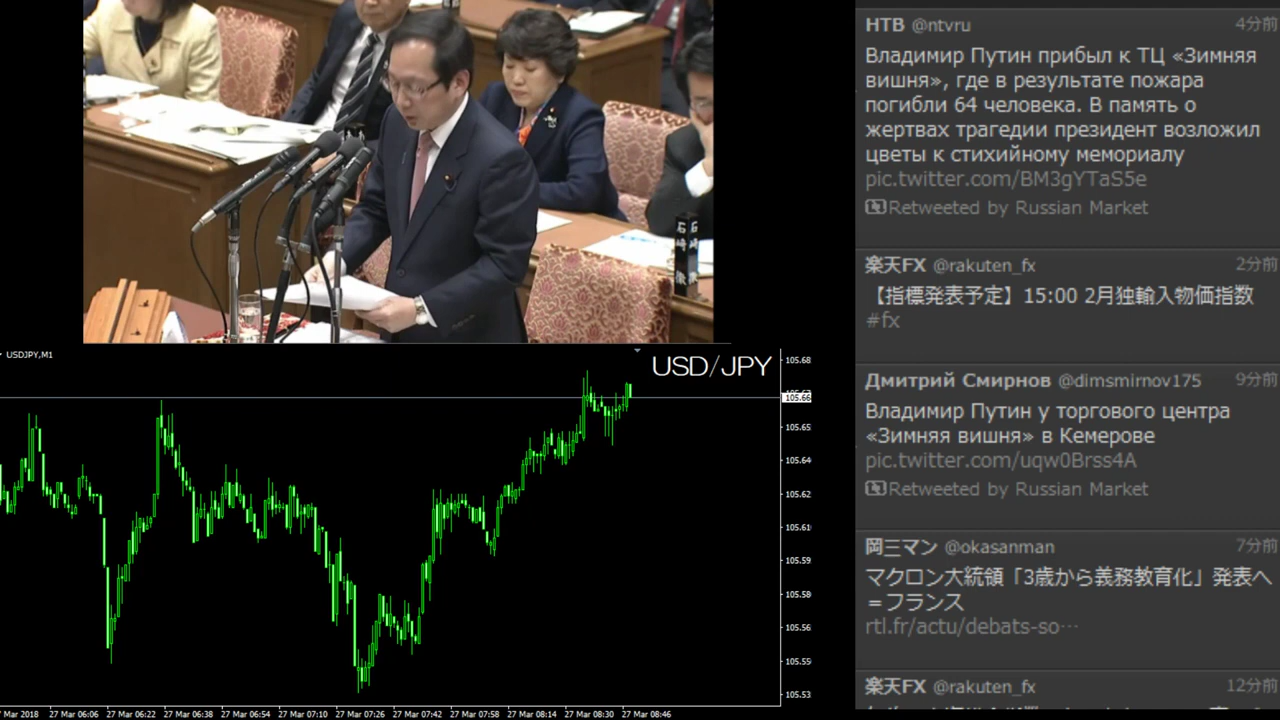 石崎 徹
USDJPY,M1
USD/JPY
105.68
105.66
105.65
105.64
105.62
105.61
105.59
105.58
105.56
105.55
105.53
Mar 2018
27 Mar 06:06
27 Mar 06:22
27 Mar 06:38
27 Mar 06:54
27 Mar 07:10
27 Mar 07:26
27 Mar 07:42
27 Mar 07:58
27 Mar 08:14
27 Mar 08:30
27 Mar 08:46
НТВ @ntvru 4分前
Владимир Путин прибыл к ТЦ «Зимняя
вишня», где в результате пожара
погибли 64 человека. В память о
жертвах трагедии президент возложил
цветы к стихийному мемориалу
pic.twitter.com/BM3gYTaS5e
Retweeted by Russian Market
楽天FX @rakuten_fx 2分前
【指標発表予定】15:00 2月独輸入物価指数
#fx
Дмитрий Смирнов @dimsmirnov175 9分前
Владимир Путин у торгового центра
«Зимняя вишня» в Кемерове
pic.twitter.com/uqw0Brss4A
Retweeted by Russian Market
岡三マン @okasanman 7分前
マクロン大統領「3歳から義務教育化」発表へ
＝フランス
rtl.fr/actu/debats-so…
楽天FX @rakuten_fx 12分前